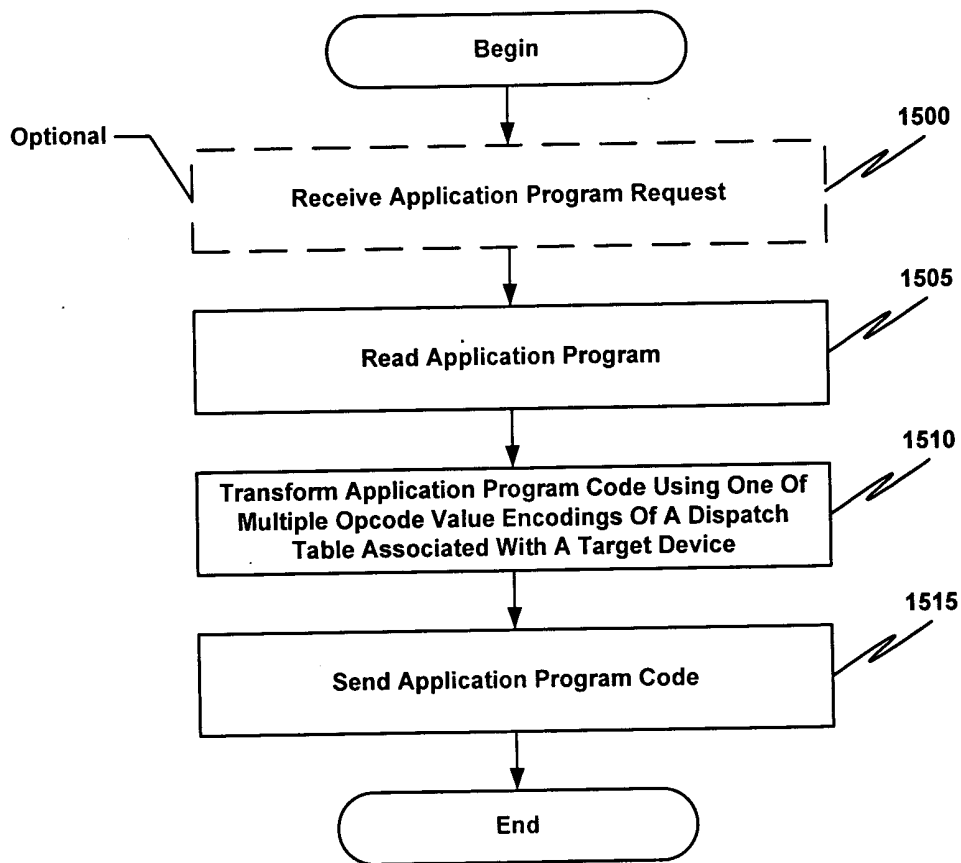 Begin
Optional
1500
Receive Application Program Request
1505
Read Application Program
1510
Transform Application Program Code Using One Of
Multiple Opcode Value Encodings Of A Dispatch
Table Associated With A Target Device
1515
Send Application Program Code
End